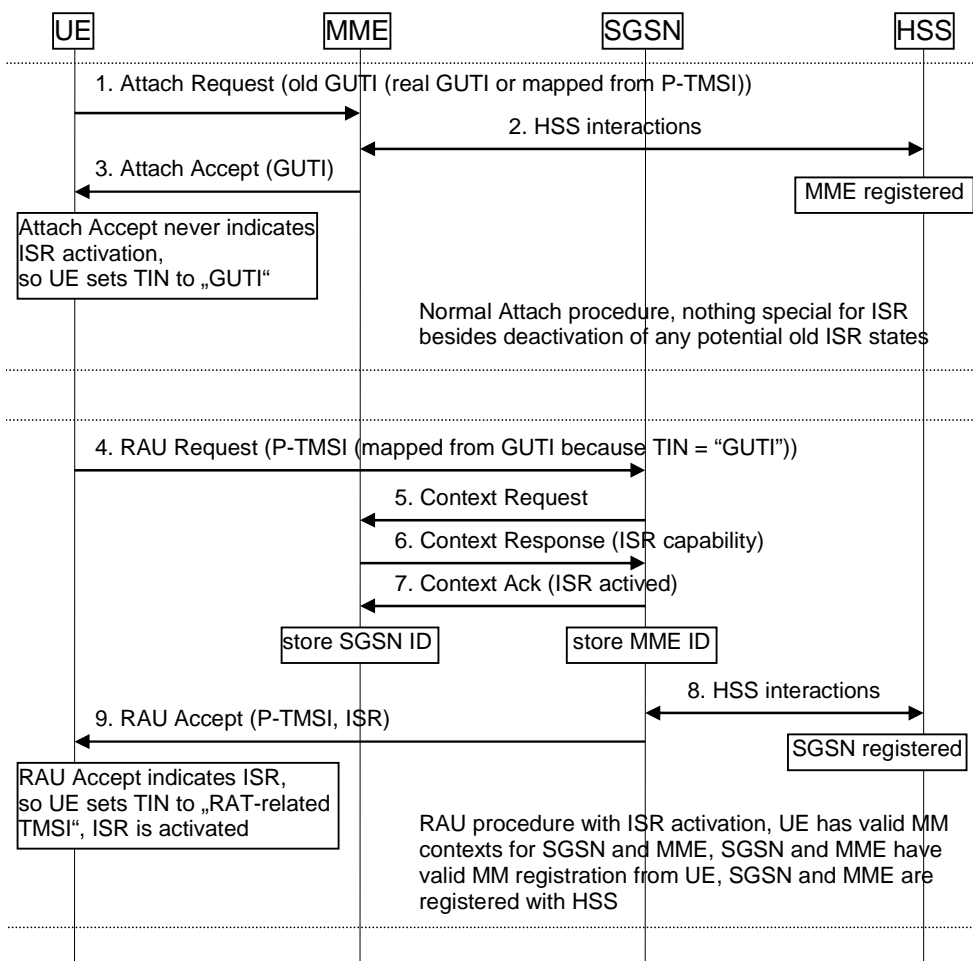 UE
MME
SGSN
HSS
1. Attach Request (old GUTI (real GUTI or mapped from P-TMSI))
2. HSS interactions
3. Attach Accept (GUTI)
MME registered
Attach Accept never indicates
ISR activation,
so UE sets TIN to „GUTI“
Normal Attach procedure, nothing special for ISR
besides deactivation of any potential old ISR states
4. RAU Request (P-TMSI (mapped from GUTI because TIN = “GUTI”))
5. Context Request
6. Context Response (ISR capability)
7. Context Ack (ISR actived)
store SGSN ID
store MME ID
8. HSS interactions
9. RAU Accept (P-TMSI, ISR)
SGSN registered
RAU Accept indicates ISR,
so UE sets TIN to „RAT-related
TMSI“, ISR is activated
RAU procedure with ISR activation, UE has valid MM
contexts for SGSN and MME, SGSN and MME have
valid MM registration from UE, SGSN and MME are
registered with HSS